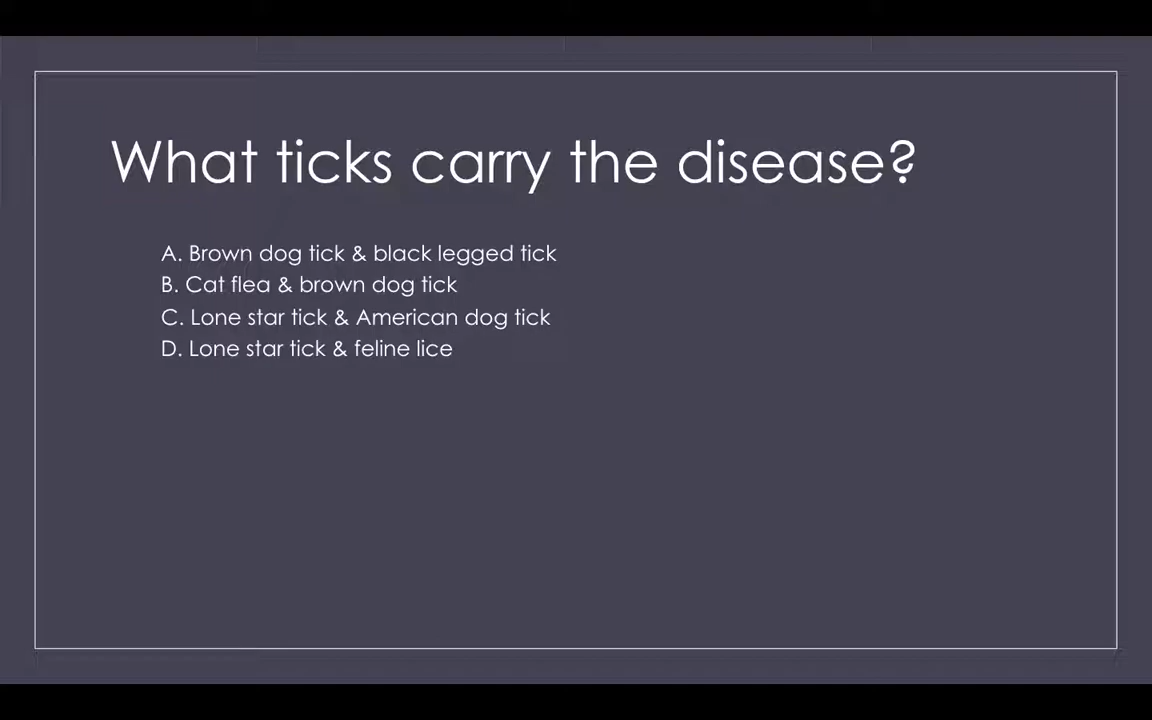 What ticks carry the disease?
A. Brown dog tick & black legged tick
B. Cat flea & brown dog tick
C. Lone star tick & American dog tick
D. Lone star tick & feline lice